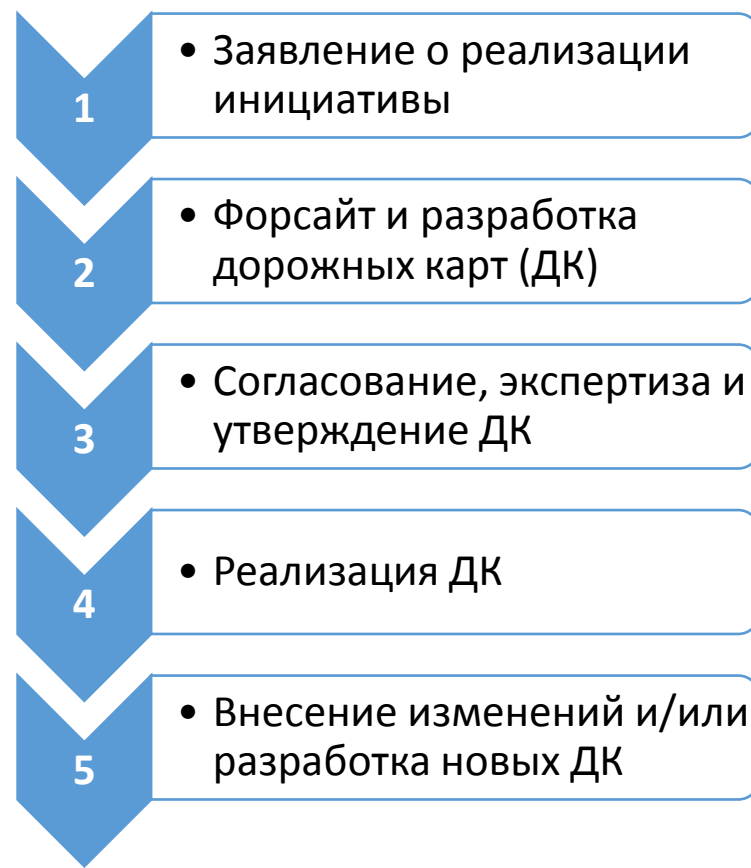 1
• Заявление о реализации
инициативы
2
• Форсайт и разработка
дорожных карт (ДК)
3
• Согласование, экспертиза и
утверждение ДК
4
• Реализация ДК
5
• Внесение изменений и/или
разработка новых ДК